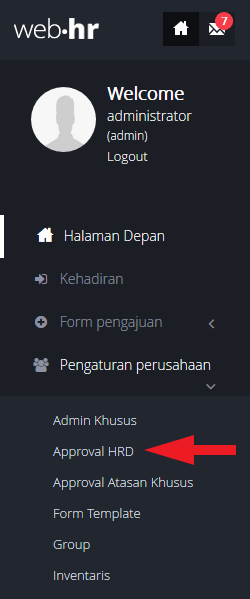 web·hr
7
Welcome
administrator
(admin)
Logout
Halaman Depan
Kehadiran
Form pengajuan
Pengaturan perusahaan
Admin Khusus
Approval HRD
Approval Atasan Khusus
Form Template
Group
Inventaris